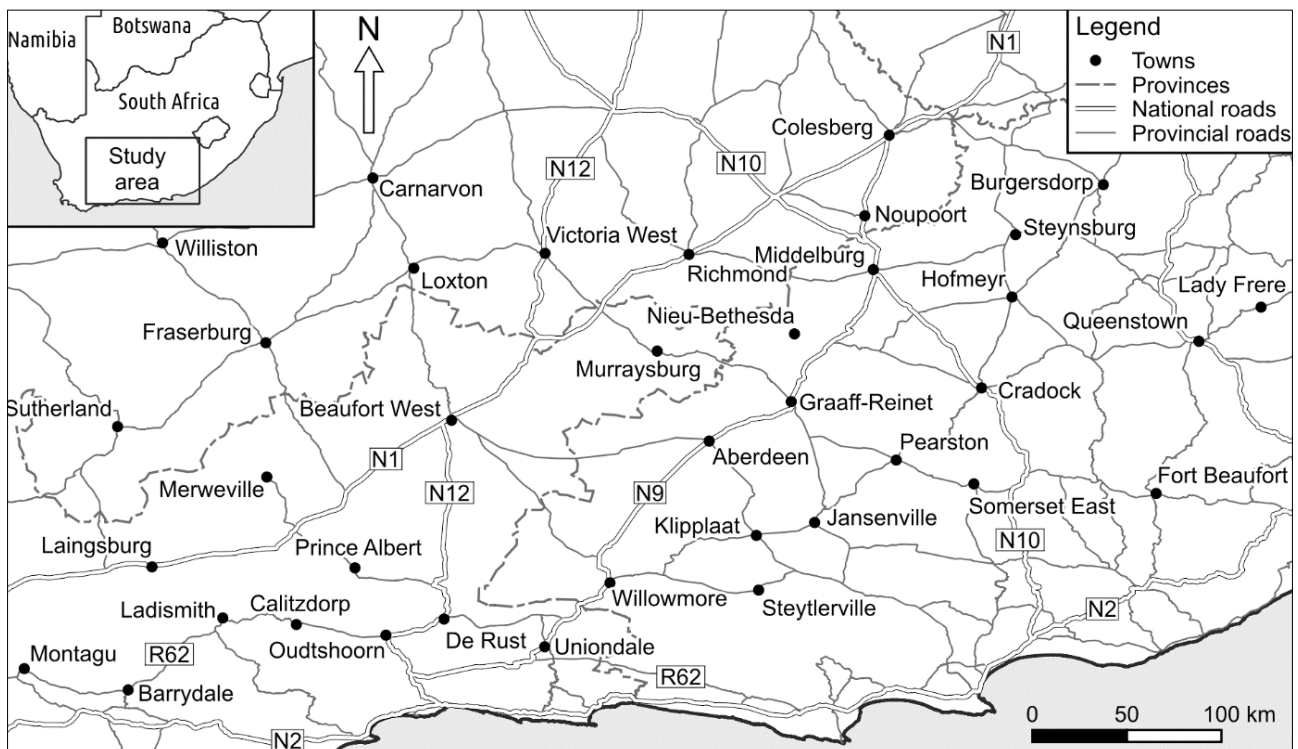 Namibia
Botswana
South Africa
Study
area
N
N1
Legend
Towns
Provinces
National roads
Provincial roads
Colesberg
N12
N10
Carnarvon
Burgersdorp
Noupoort
Steynsburg
Williston
Victoria West
Middelburg
Richmond
Loxton
Hofmeyr
Lady Frere
Nieu-Bethesda
Queenstown
Fraserburg
Murraysburg
Sutherland
Beaufort West
Graaff-Reinet
Cradock
N1
Aberdeen
Pearston
Merweville
N12
N9
Fort Beaufort
Somerset East
Klipplaat
Jansenville
Laingsburg
Prince Albert
N10
Ladismith
Calitzdorp
Willowmore
Steytlerville
N2
Oudtshoorn
De Rust
Uniondale
Montagu
R62
R62
Barrydale
N2
0 50 100 km